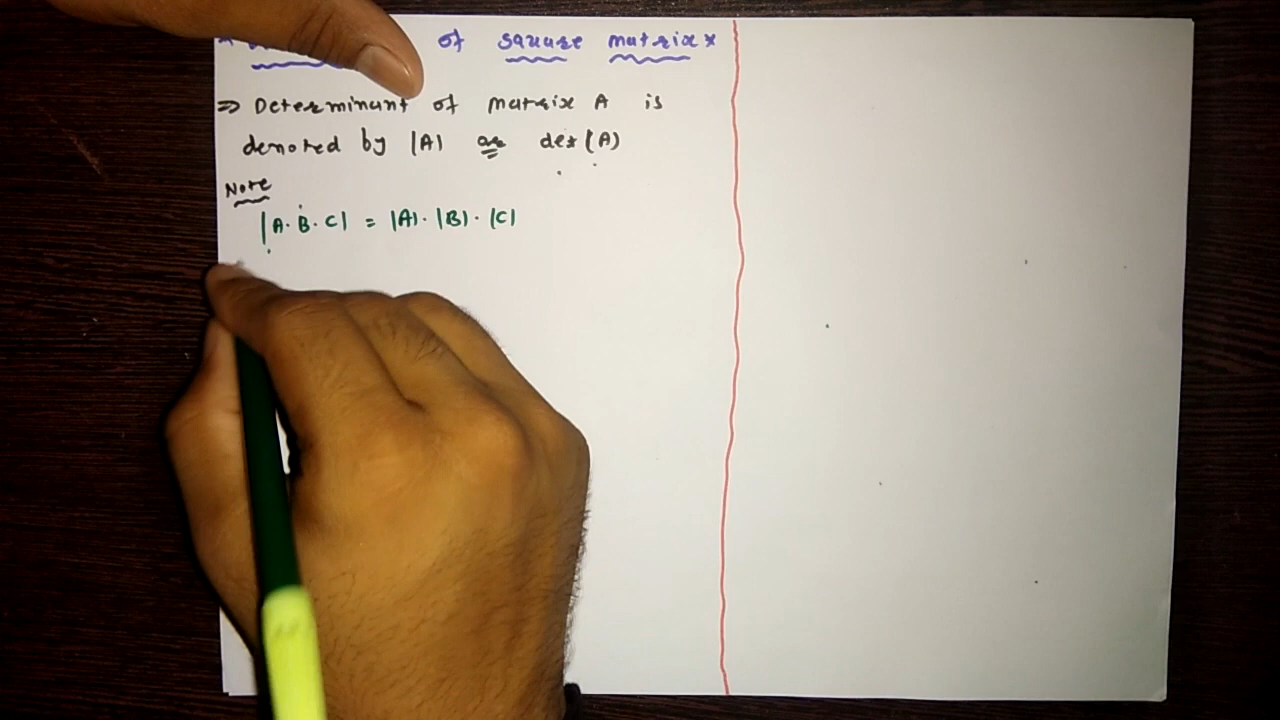 of square matrix *
⇒ Determinant of matrix A is
denoted by |A| or det(A)
Note
|A·B·C| = |A|·|B|·|C|